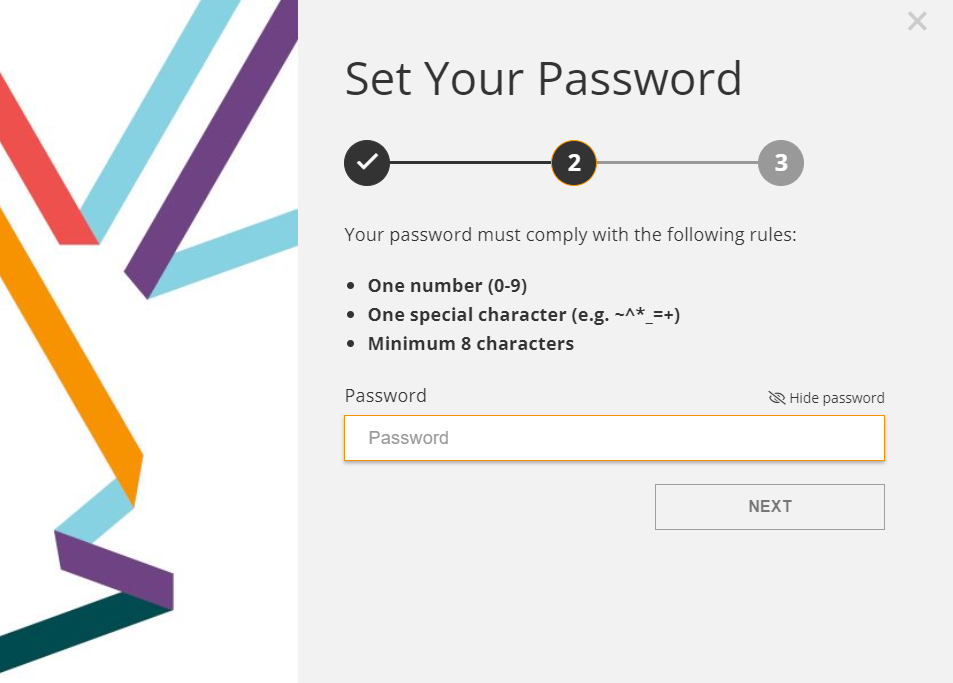 Set Your Password
2
3
Your password must comply with the following rules:
One number (0-9)
One special character (e.g. ~^*_=+)
Minimum 8 characters
Password
Hide password
Password
NEXT